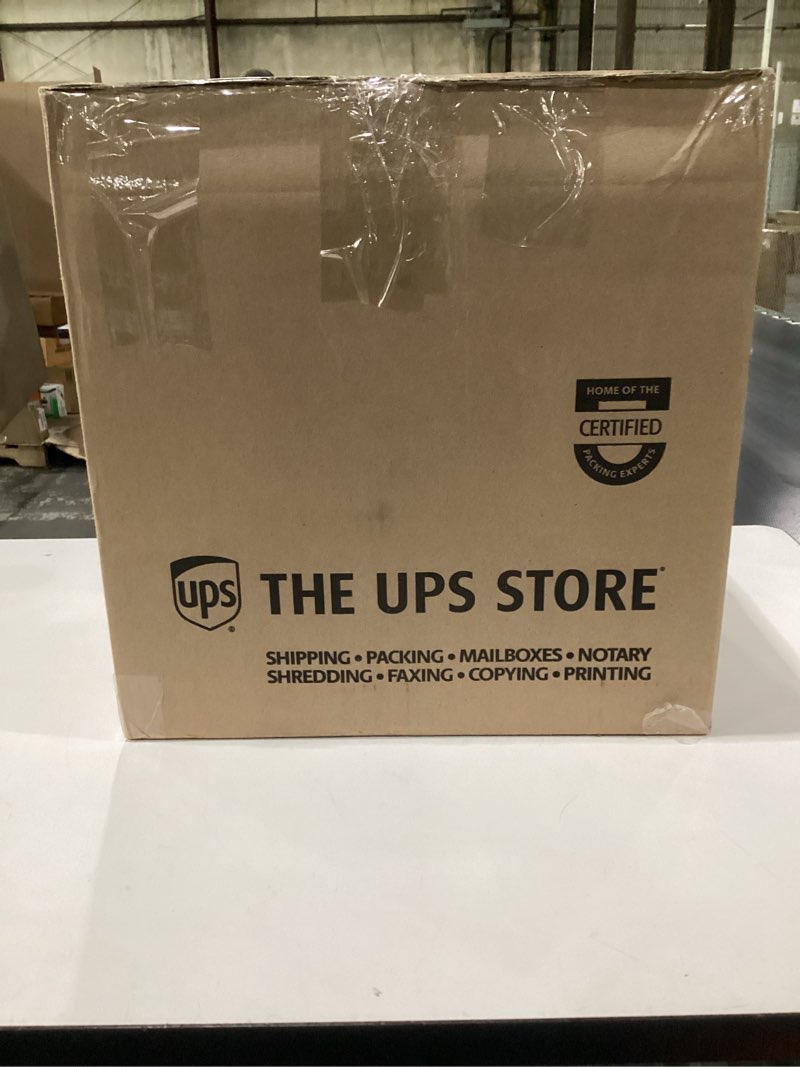 HOME OF THE
CERTIFIED
PACKING EXPERTS
ups ®
THE UPS STORE®
SHIPPING • PACKING • MAILBOXES • NOTARY
SHREDDING • FAXING • COPYING • PRINTING